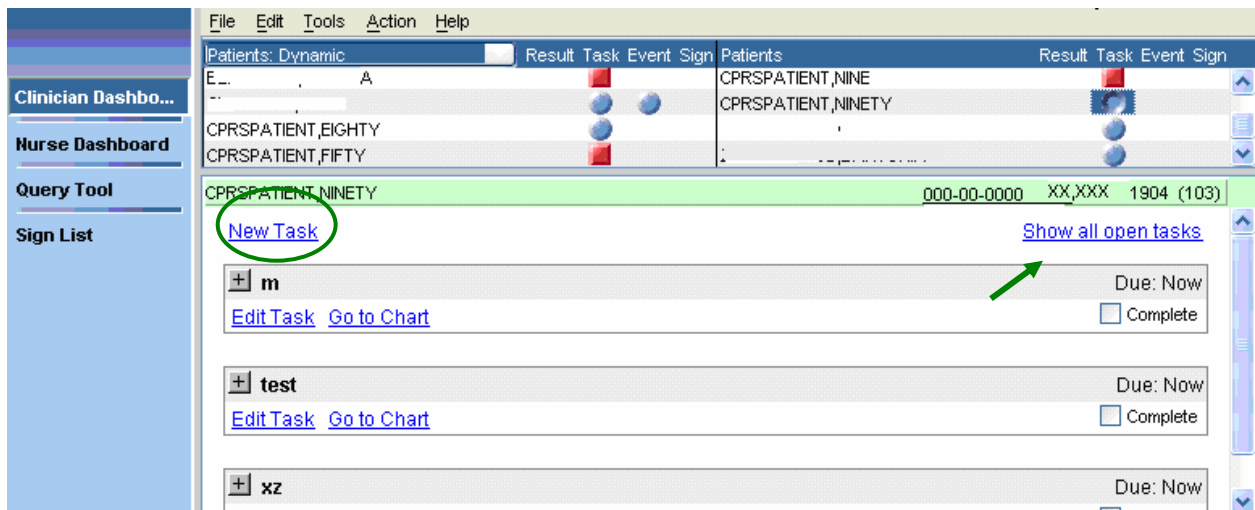 File Edit Tools Action Help
Patients: Dynamic Result Task Event Sign Patients Result Task Event Sign
A CPRSPATIENT,NINE
CPRSPATIENT,NINETY
CPRSPATIENT,EIGHTY
CPRSPATIENT,FIFTY
Clinician Dashbo...
Nurse Dashboard
Query Tool
Sign List
CPRSPATIENT,NINETY 000-00-0000 XX,XXX 1904 (103)
New Task Show all open tasks
+ m Due: Now
Edit Task Go to Chart Complete
+ test Due: Now
Edit Task Go to Chart Complete
+ xz Due: Now